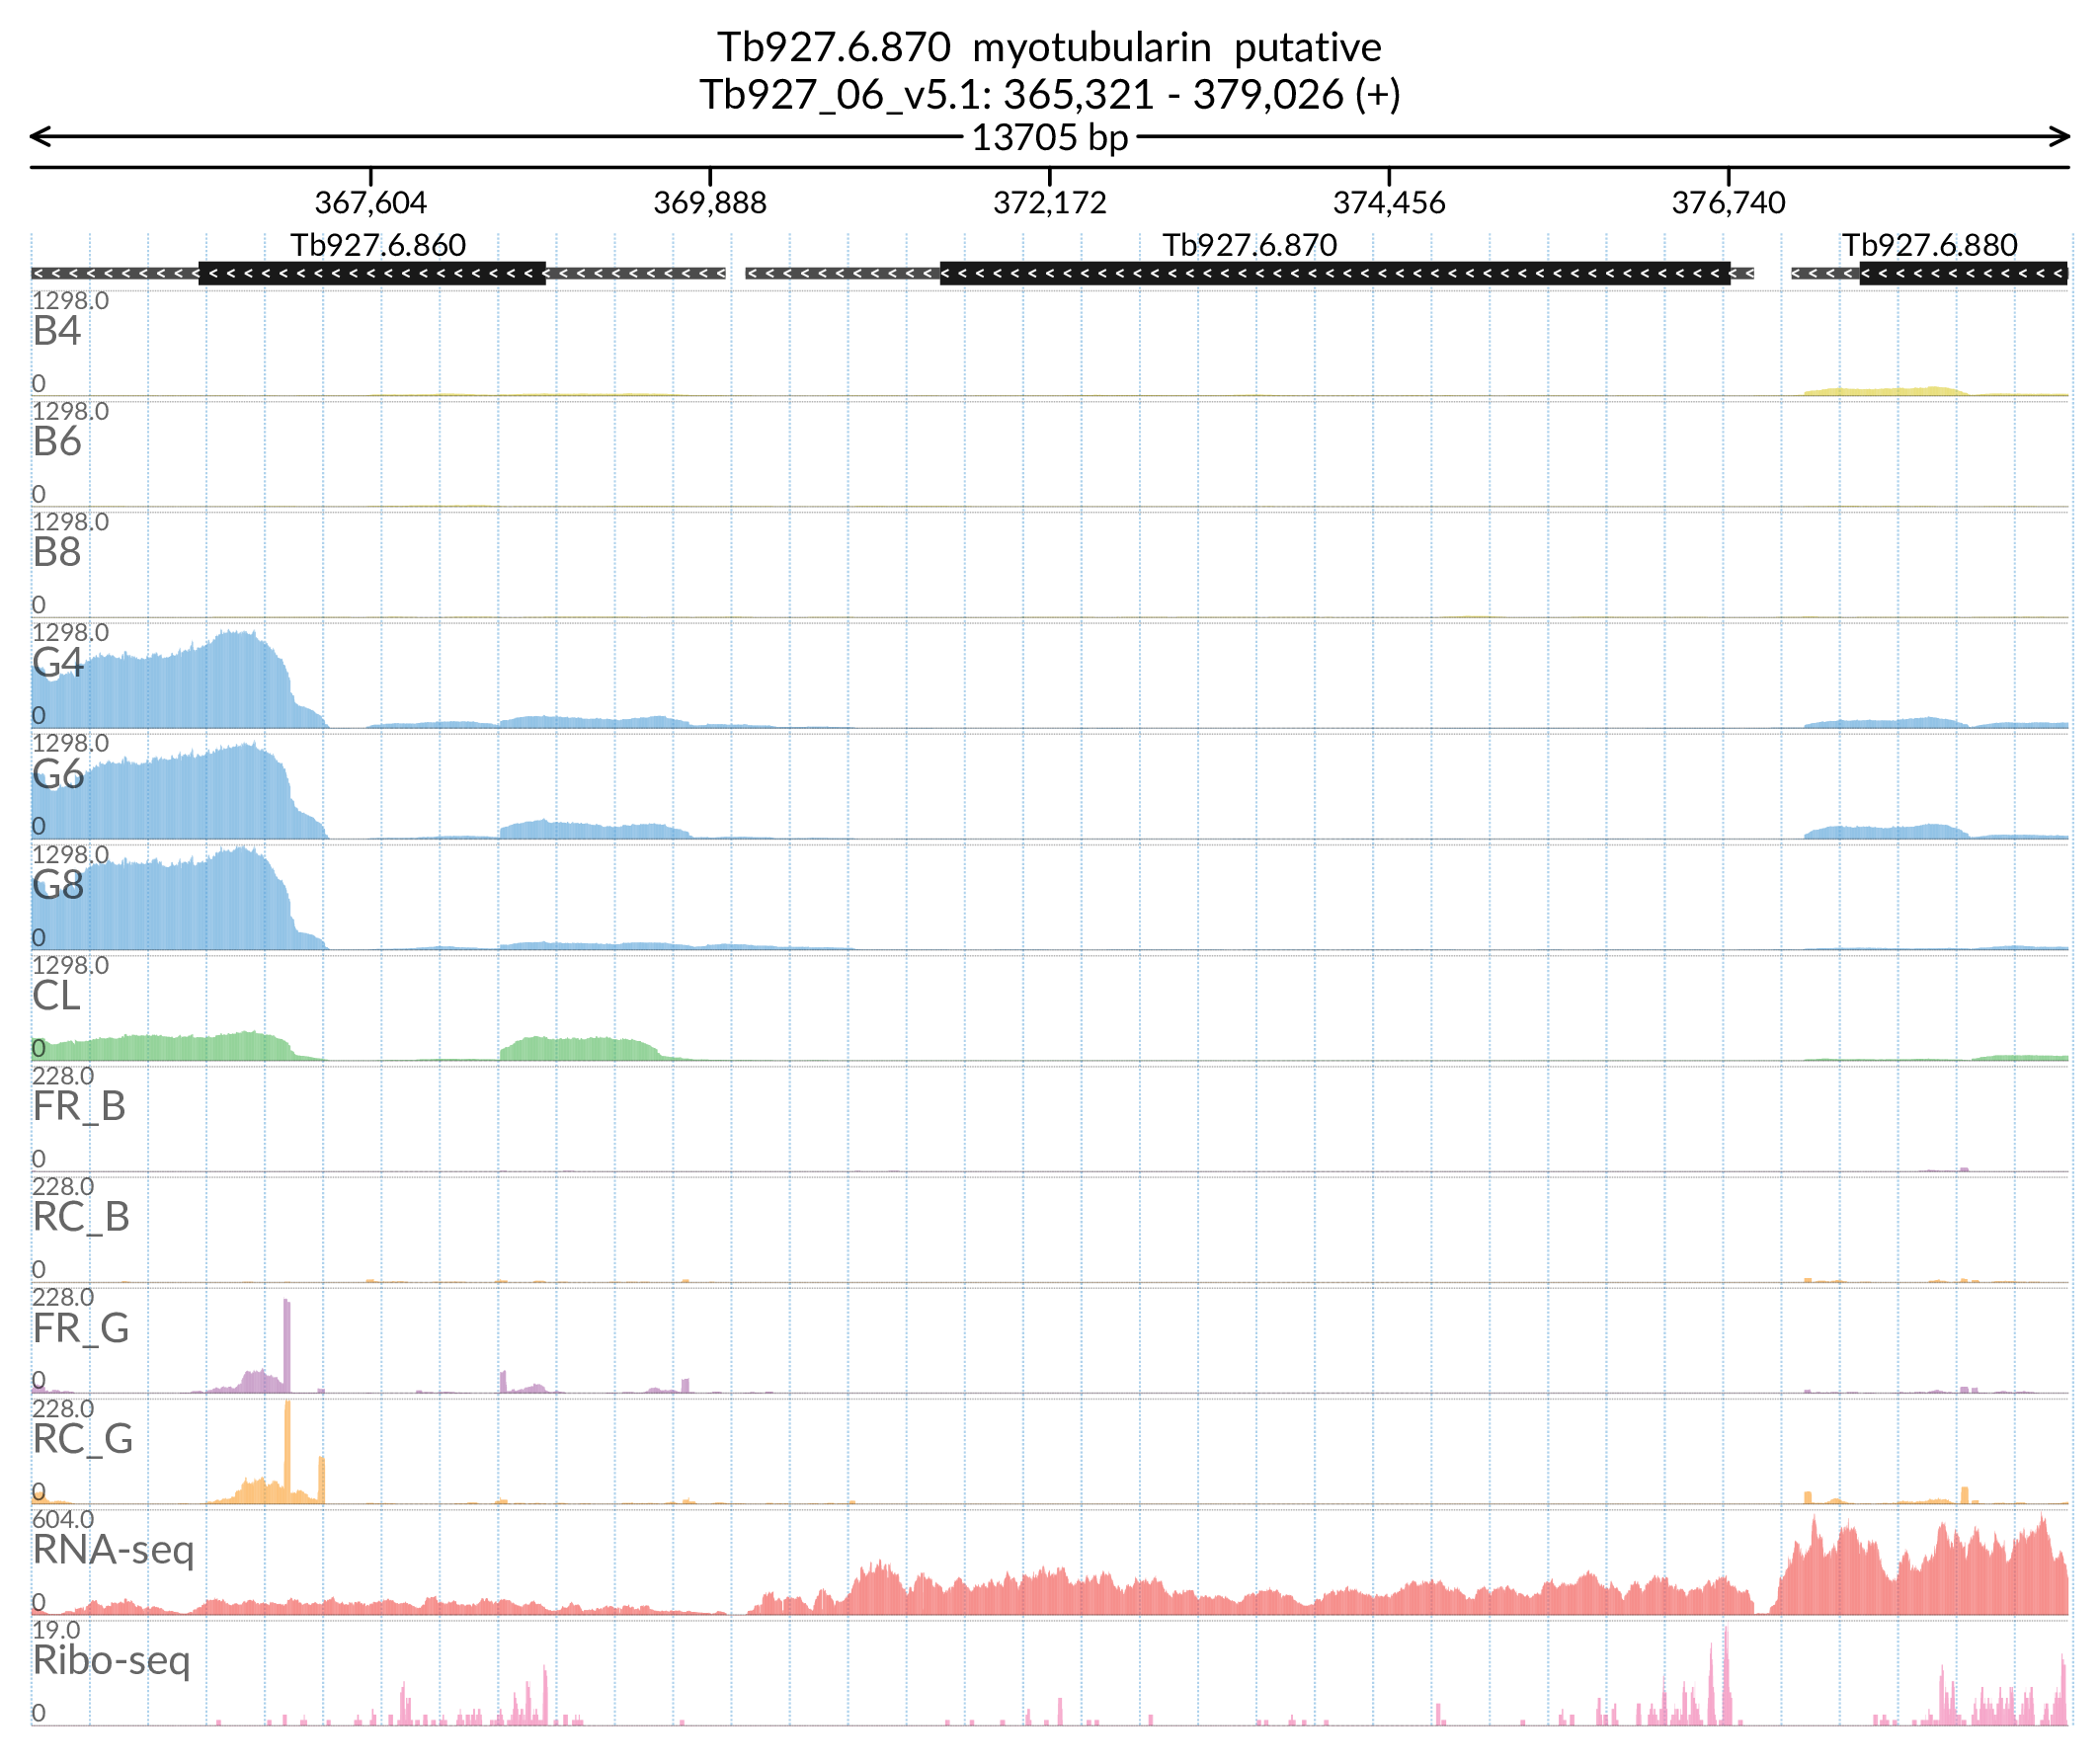 Tb927.6.870 myotubularin putative
Tb927_06_v5.1: 365,321 - 379,026 (+)
13705 bp
367,604 369,888 372,172 374,456 376,740
Tb927.6.860 Tb927.6.870 Tb927.6.880
1298.0
B4
0
1298.0
B6
0
1298.0
B8
0
1298.0
G4
0
1298.0
G6
0
1298.0
G8
0
1298.0
CL
0
228.0
FR_B
0
228.0
RC_B
0
228.0
FR_G
0
228.0
RC_G
0
604.0
RNA-seq
0
19.0
Ribo-seq
0